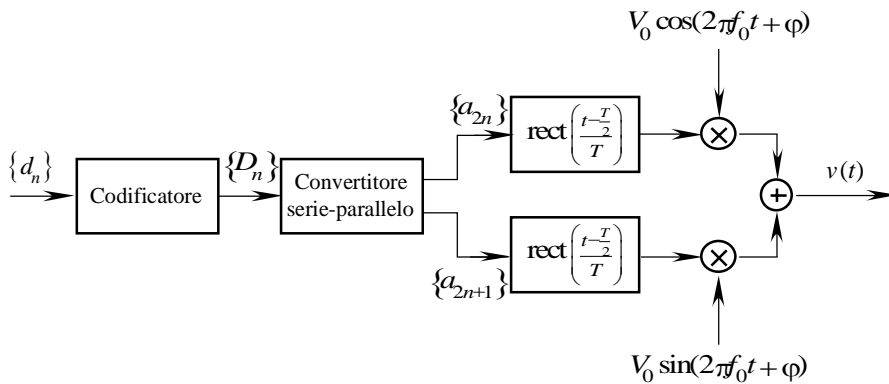 V₀ cos(2πf₀t + φ)
{a₂ₙ}
rect((t−T/2)/T)
×
{dₙ}
Codificatore
{Dₙ}
Convertitore
serie-parallelo
+
v(t)
rect((t−T/2)/T)
×
{a₂ₙ₊₁}
V₀ sin(2πf₀t + φ)